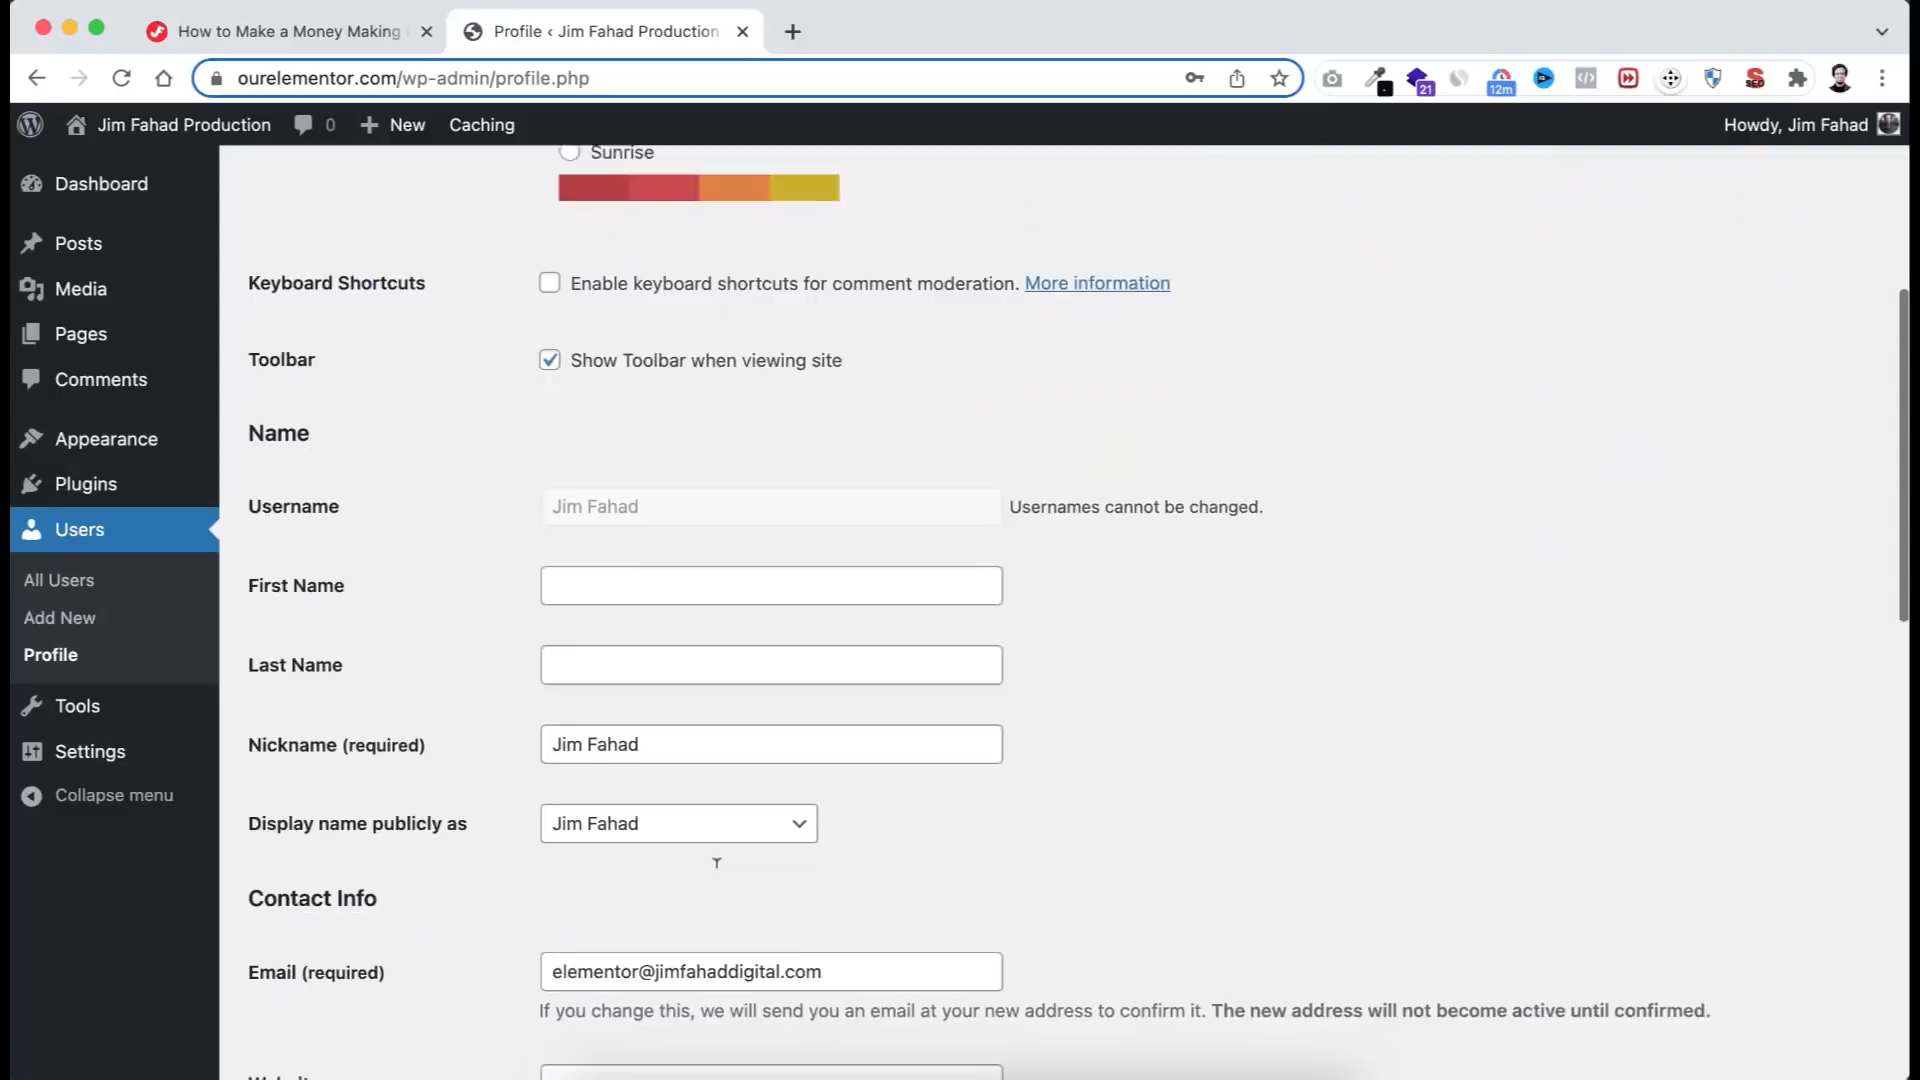 How to Make a Money Making
Profile ‹ Jim Fahad Production
ourelementor.com/wp-admin/profile.php
21
12m
SEO
Jim Fahad Production
0
New
Caching
Howdy, Jim Fahad
Dashboard
Posts
Media
Pages
Comments
Appearance
Plugins
Users
All Users
Add New
Profile
Tools
Settings
Collapse menu
Sunrise
Keyboard Shortcuts
Enable keyboard shortcuts for comment moderation. More information
Toolbar
Show Toolbar when viewing site
Name
Username
Jim Fahad
Usernames cannot be changed.
First Name
Last Name
Nickname (required)
Jim Fahad
Display name publicly as
Jim Fahad
Contact Info
Email (required)
elementor@jimfahaddigital.com
If you change this, we will send you an email at your new address to confirm it. The new address will not become active until confirmed.